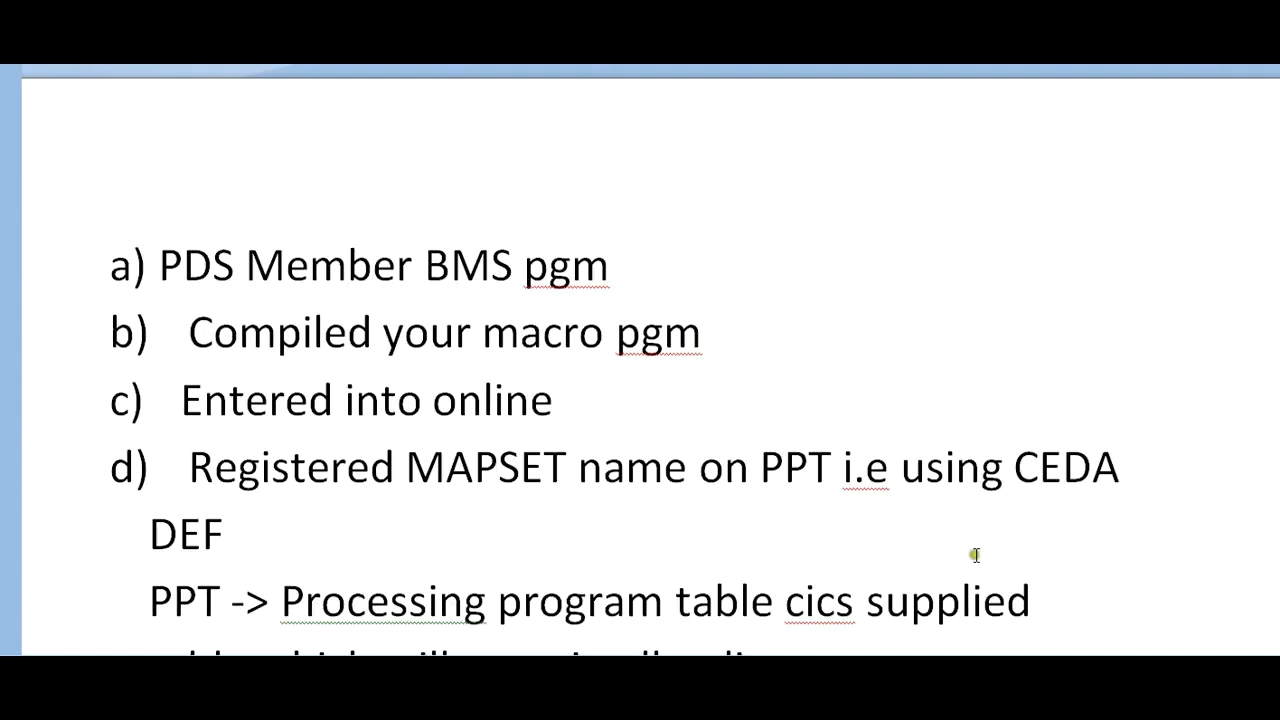 a) PDS Member BMS pgm
b) Compiled your macro pgm
c) Entered into online
d) Registered MAPSET name on PPT i.e using CEDA
DEF
PPT -> Processing program table cics supplied